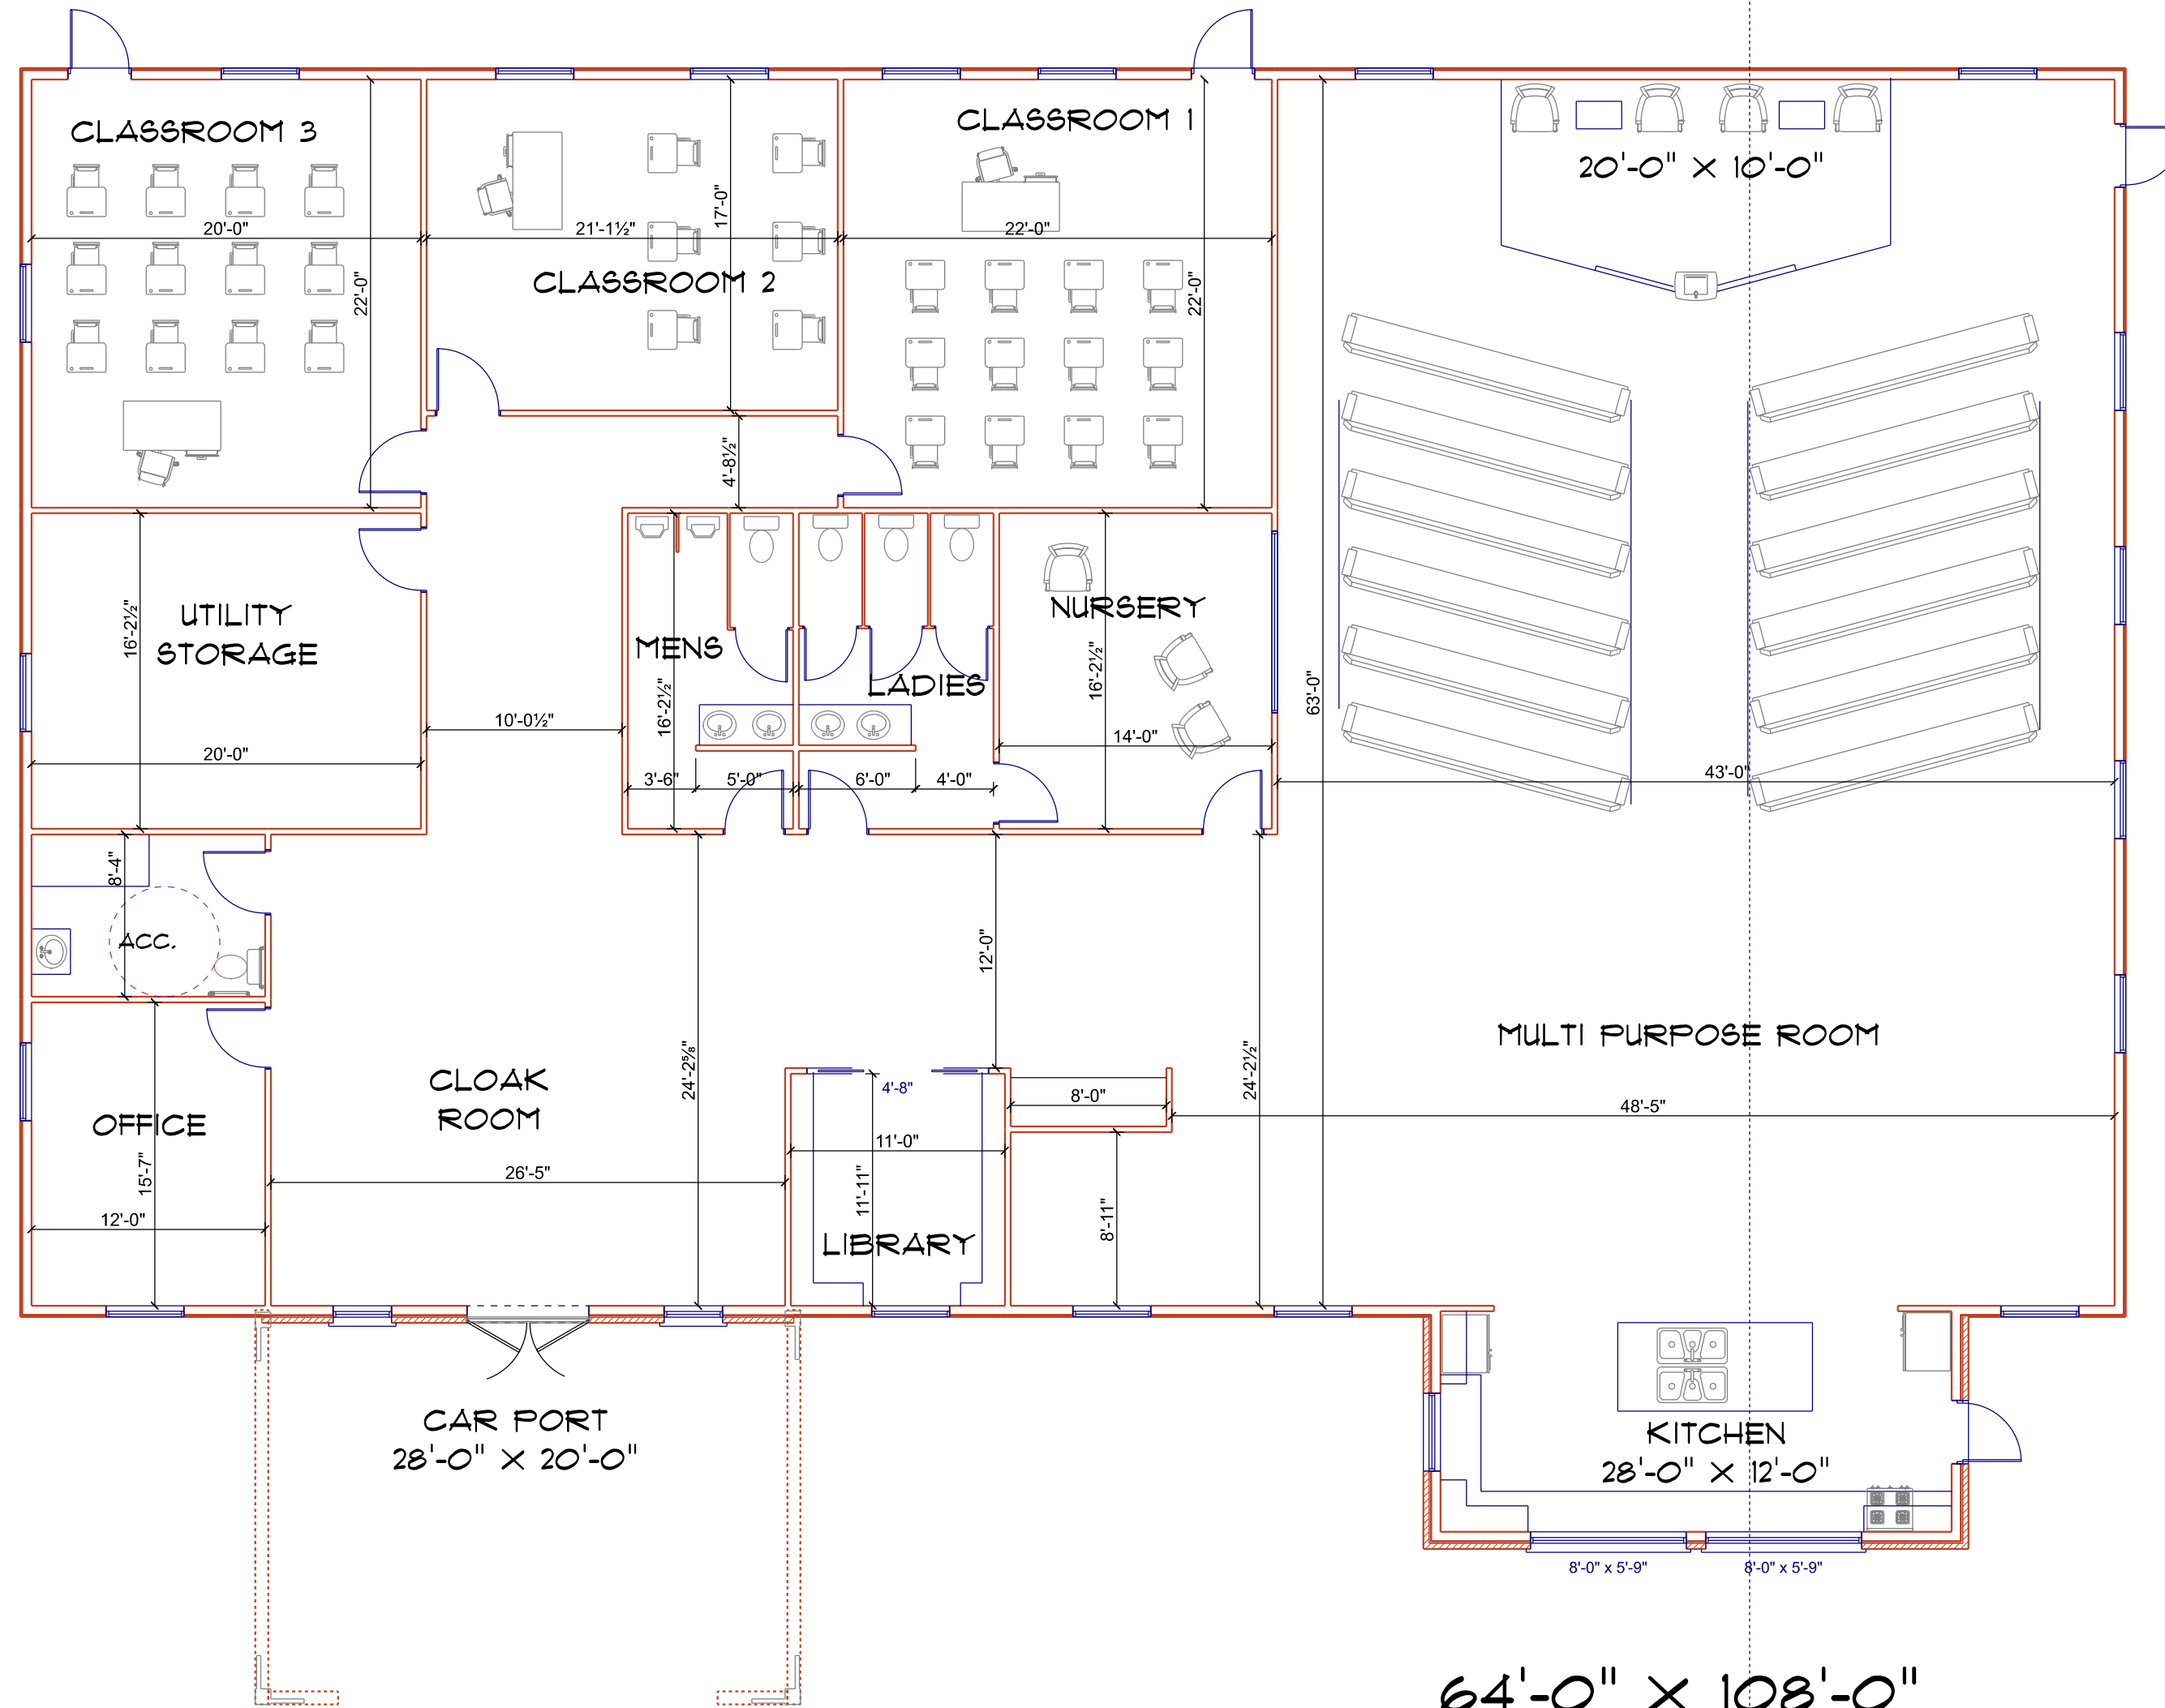 CLASSROOM 3
CLASSROOM 1
20'-0" X 10'-0"
17'-0"
20'-0"
21'-1½"
22'-0"
CLASSROOM 2
22'-0"
22'-0"
4'-8½"
UTILITY
STORAGE
16'-2½"
MENS
LADIES
NURSERY
16'-2½"
16'-2½"
63'-0"
10'-0½"
14'-0"
20'-0"
3'-6"
5'-0"
6'-0"
4'-0"
43'-0"
8'-4"
ACC.
12'-0"
MULTI PURPOSE ROOM
CLOAK
ROOM
24'-2⅝"
4'-8"
8'-0"
24'-2½"
48'-5"
OFFICE
11'-0"
15'-7"
26'-5"
11'-11"
8'-11"
12'-0"
LIBRARY
CAR PORT
28'-0" X 20'-0"
KITCHEN
28'-0" X 12'-0"
8'-0" x 5'-9"
8'-0" x 5'-9"
64'-0" X 108'-0"